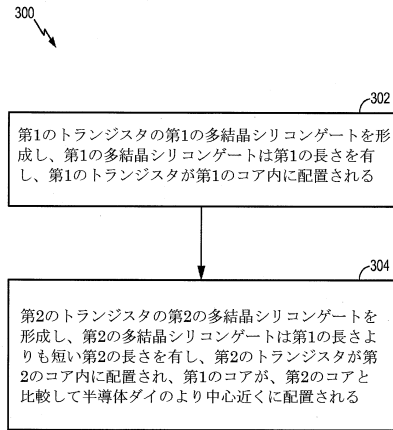 300
302
第1のトランジスタの第1の多結晶シリコンゲートを形
成し、第1の多結晶シリコンゲートは第1の長さを有
し、第1のトランジスタが第1のコア内に配置される
304
第2のトランジスタの第2の多結晶シリコンゲートを
形成し、第2の多結晶シリコンゲートは第1の長さよ
りも短い第2の長さを有し、第2のトランジスタが第
2のコア内に配置され、第1のコアが、第2のコアと
比較して半導体ダイのより中心近くに配置される